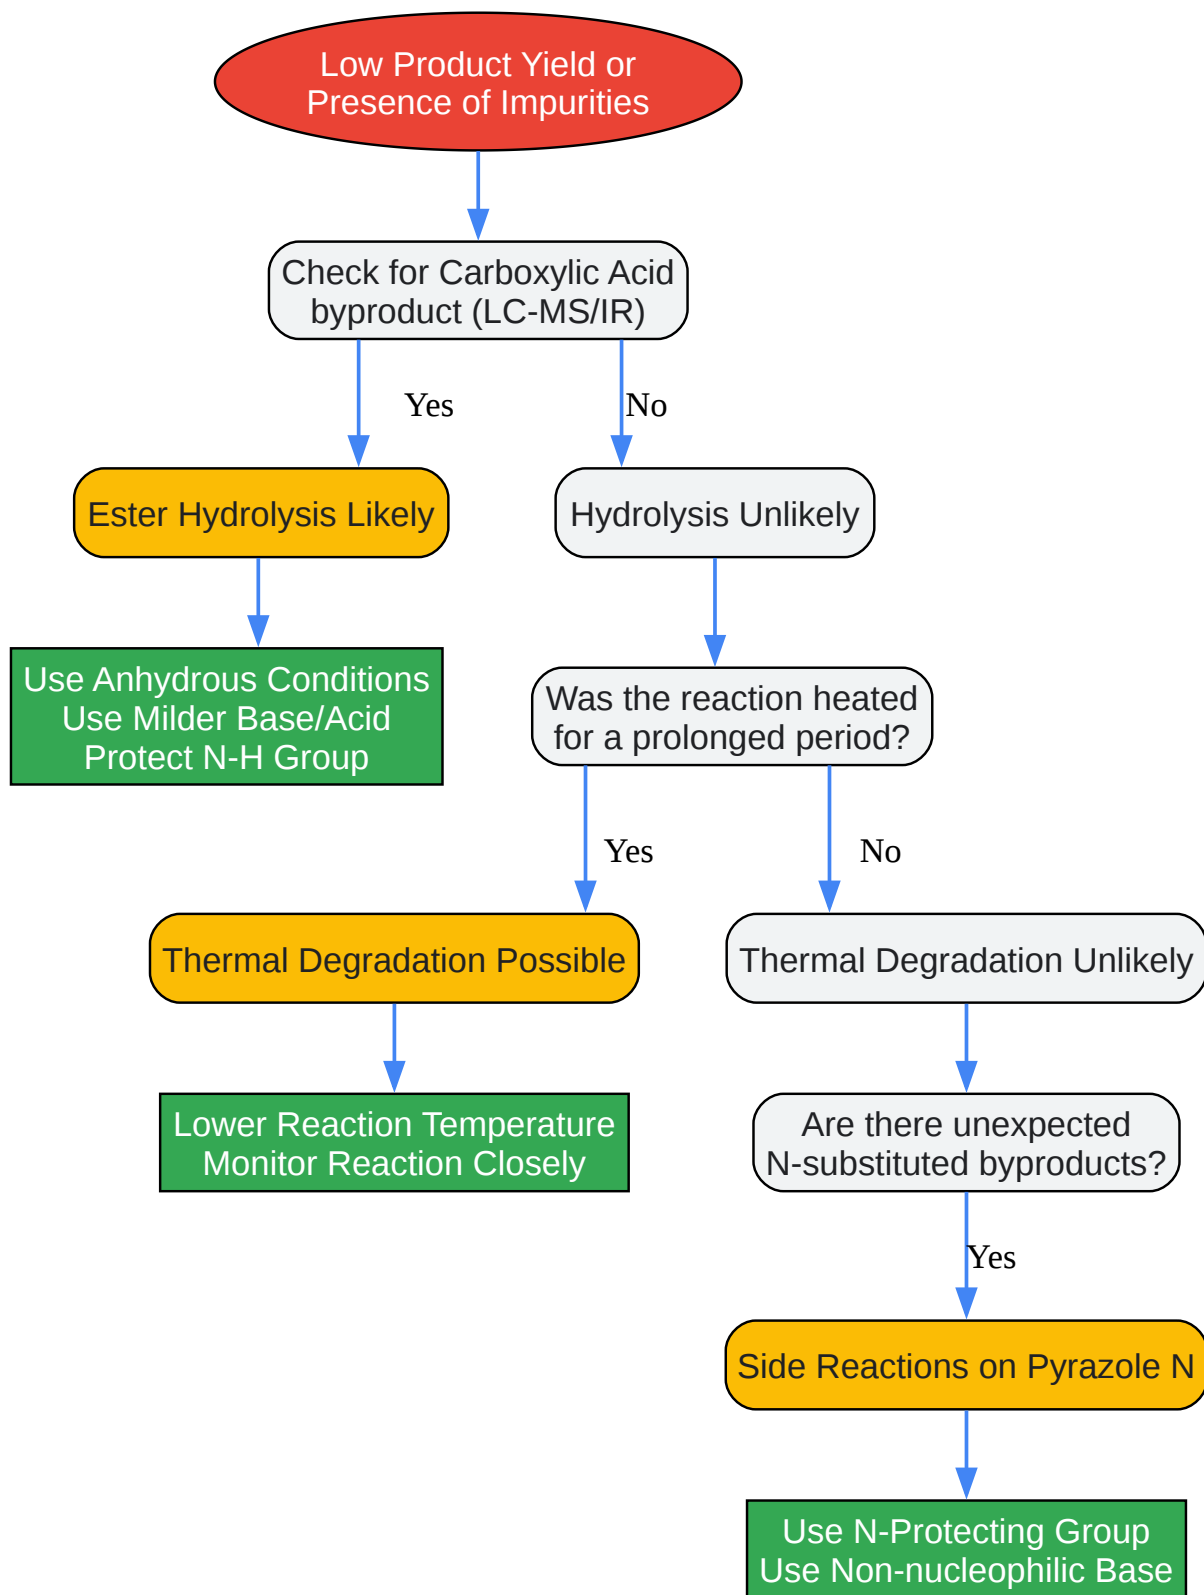 Low Product Yield or
Presence of Impurities
Check for Carboxylic Acid
byproduct (LC-MS/IR)
Yes
No
Ester Hydrolysis Likely
Hydrolysis Unlikely
Use Anhydrous Conditions
Use Milder Base/Acid
Protect N-H Group
Was the reaction heated
for a prolonged period?
Yes
No
Thermal Degradation Possible
Thermal Degradation Unlikely
Lower Reaction Temperature
Monitor Reaction Closely
Are there unexpected
N-substituted byproducts?
Yes
Side Reactions on Pyrazole N
Use N-Protecting Group
Use Non-nucleophilic Base